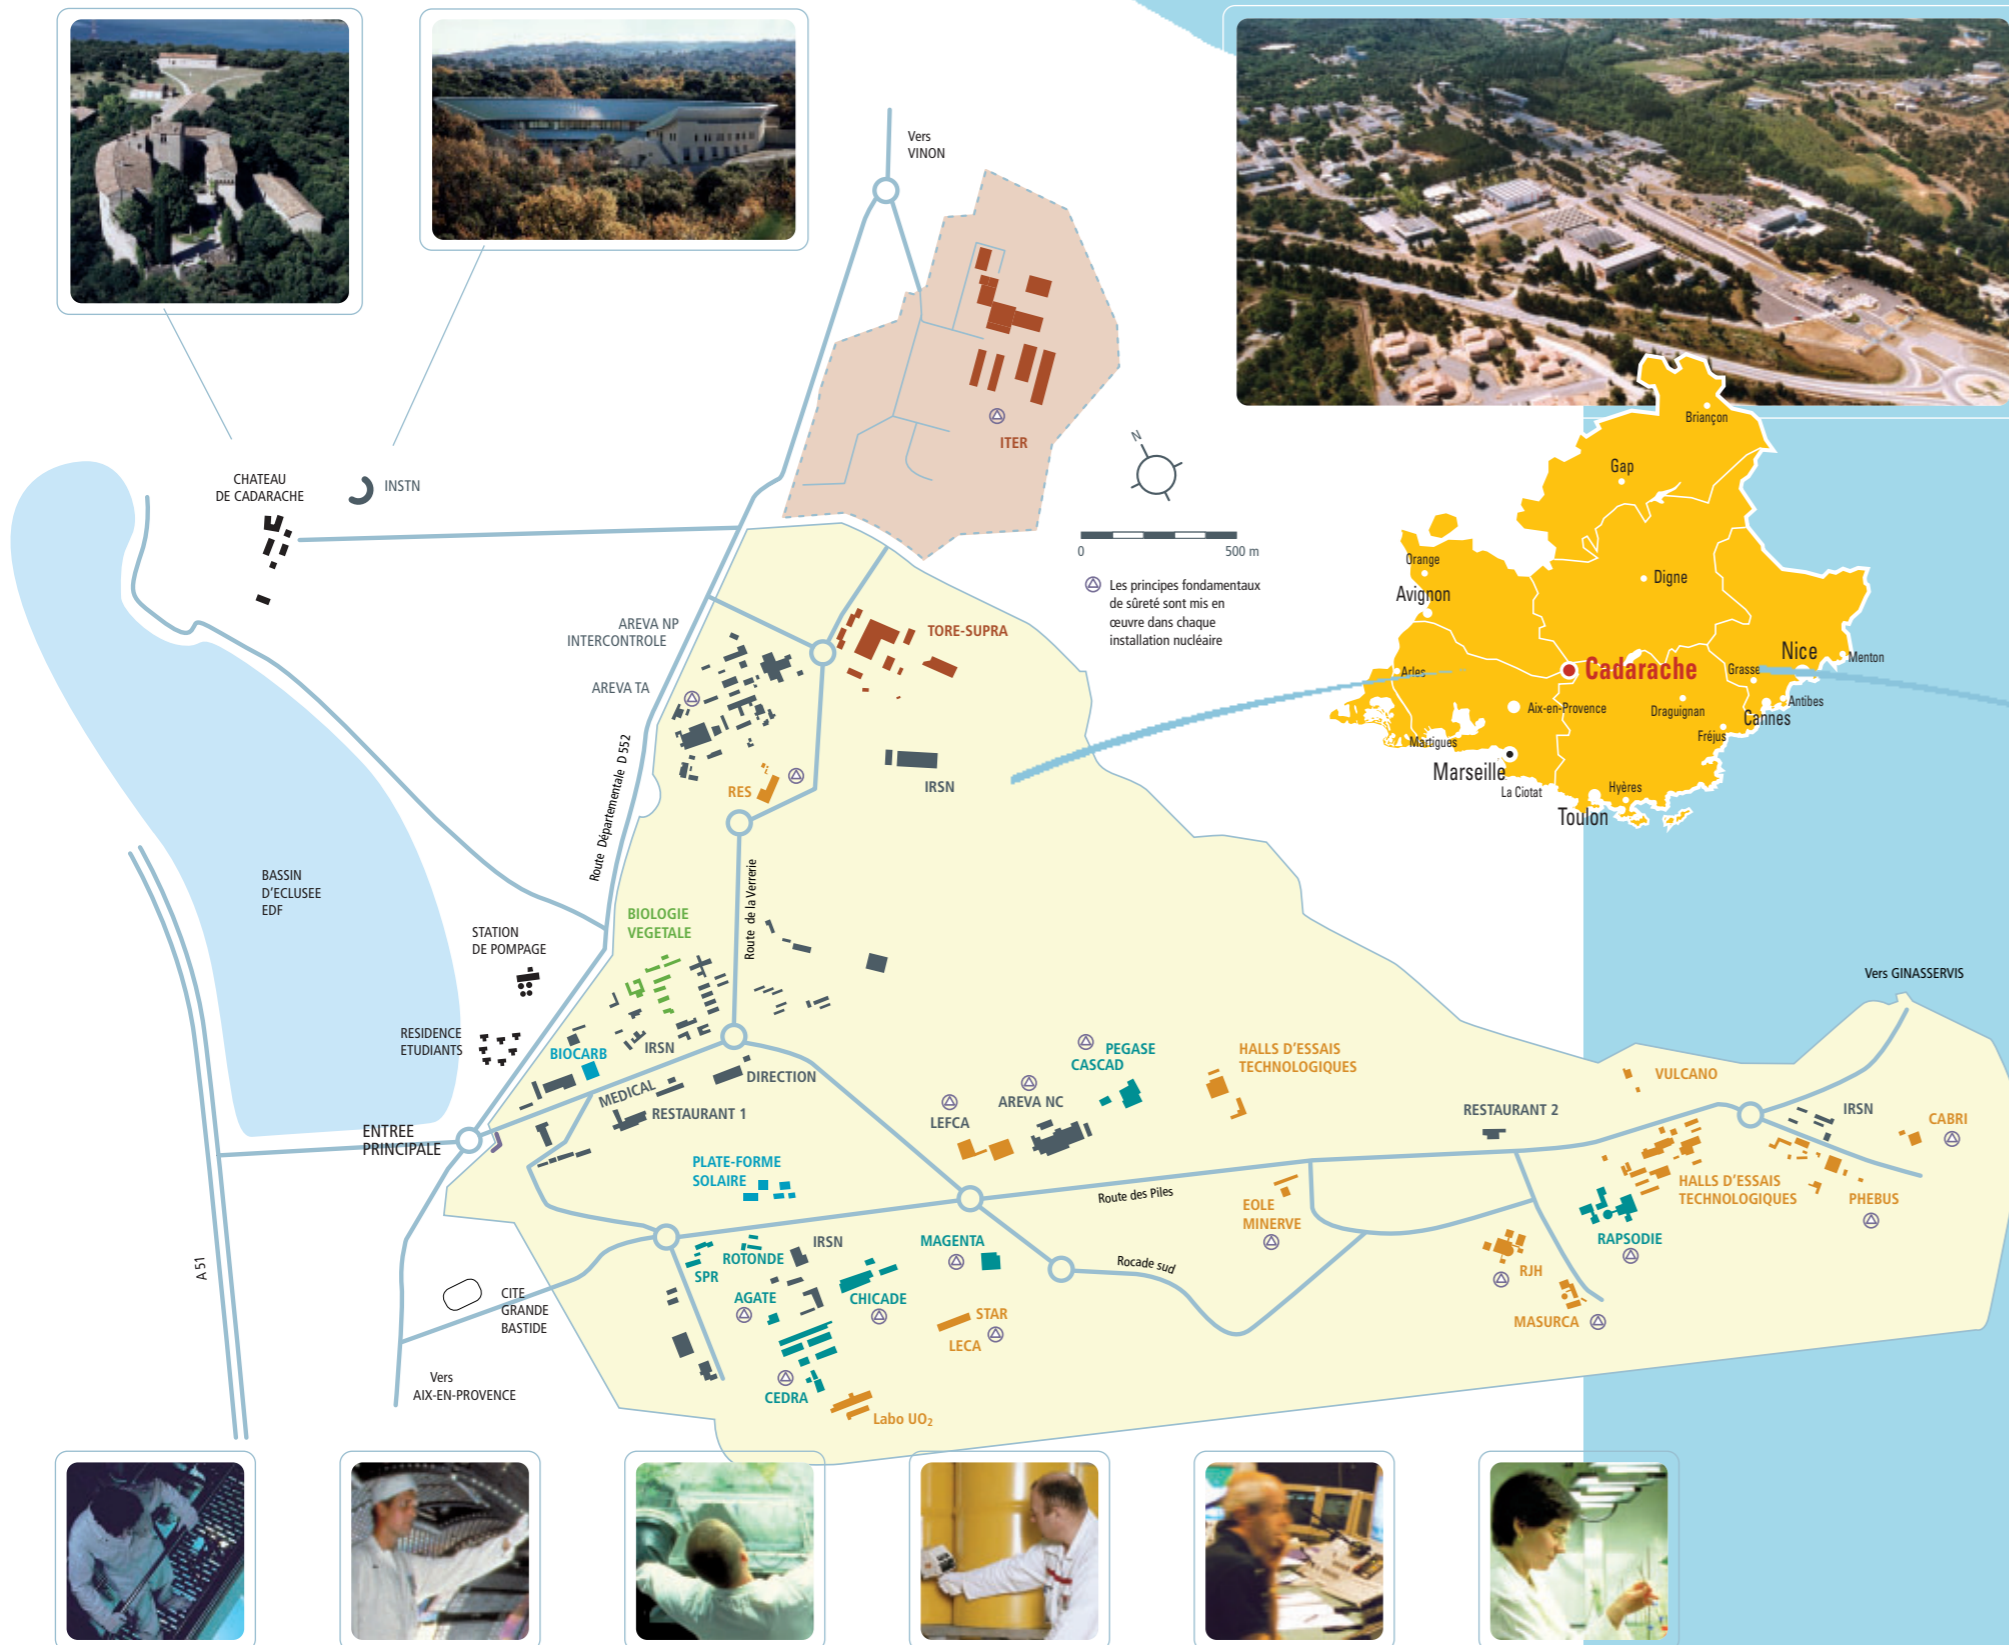 Vers
VINON
ITER
N
0
500 m
Les principes fondamentaux
de sûreté sont mis en
œuvre dans chaque
installation nucléaire
Briançon
Gap
Orange
Avignon
Digne
Arles
Cadarache
Grasse
Nice
Menton
Aix-en-Provence
Draguignan
Antibes
Cannes
Fréjus
Martigues
Marseille
La Ciotat
Hyères
Toulon
CHATEAU
DE CADARACHE
INSTN
AREVA NP
INTERCONTROLE
TORE-SUPRA
AREVA TA
Route Départementale D 552
RES
IRSN
BASSIN
D'ECLUSEE
EDF
Route de la Verrerie
BIOLOGIE
VEGETALE
STATION
DE POMPAGE
RESIDENCE
ETUDIANTS
BIOCARB
IRSN
MEDICAL
DIRECTION
RESTAURANT 1
ENTREE
PRINCIPALE
PLATE-FORME
SOLAIRE
LEFCA
AREVA NC
PEGASE
CASCAD
HALLS D'ESSAIS
TECHNOLOGIQUES
RESTAURANT 2
VULCANO
Vers GINASSERVIS
IRSN
CABRI
HALLS D'ESSAIS
TECHNOLOGIQUES
PHEBUS
RAPSODIE
Route des Piles
EOLE
MINERVE
RJH
MASURCA
Rocade sud
MAGENTA
IRSN
ROTONDE
SPR
AGATE
CHICADE
STAR
LECA
CEDRA
Labo UO₂
CITE
GRANDE
BASTIDE
A 51
Vers
AIX-EN-PROVENCE